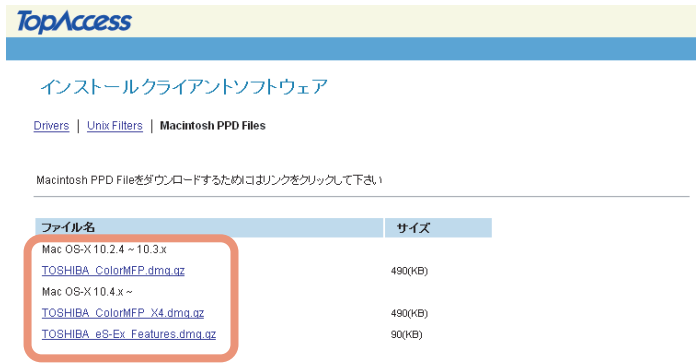 TopAccess
インストールクライアントソフトウェア
Drivers | Unix Filters | Macintosh PPD Files
Macintosh PPD Fileをダウンロードするためにはリンクをクリックして下さい
ファイル名 サイズ
Mac OS-X 10.2.4 ~ 10.3.x
TOSHIBA_ColorMFP.dmg.gz 490(KB)
Mac OS-X 10.4.x ~
TOSHIBA_ColorMFP_X4.dmg.gz 490(KB)
TOSHIBA_eS-Ex_Features.dmg.gz 90(KB)